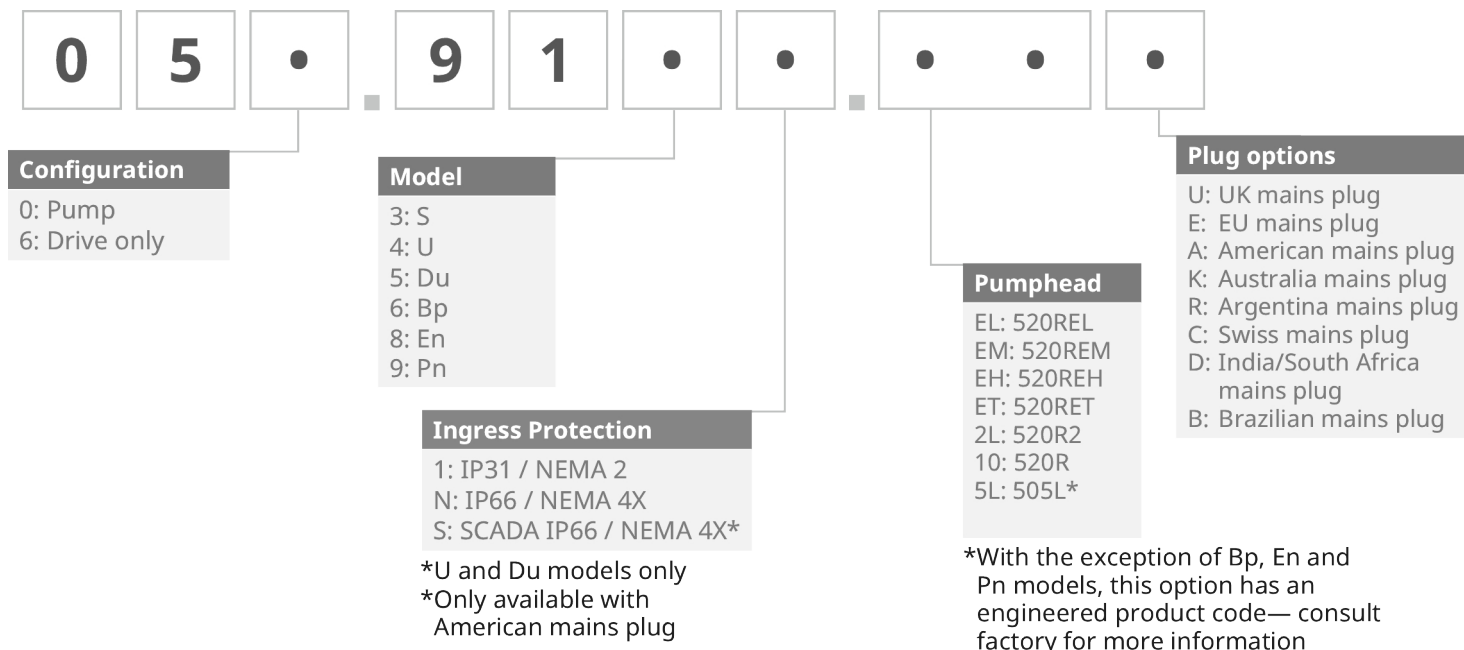 0 5 • . 9 1 • • . • • •
Configuration
0: Pump
6: Drive only
Model
3: S
4: U
5: Du
6: Bp
8: En
9: Pn
Ingress Protection
1: IP31 / NEMA 2
N: IP66 / NEMA 4X
S: SCADA IP66 / NEMA 4X*
*U and Du models only
*Only available with
American mains plug
Pumphead
EL: 520REL
EM: 520REM
EH: 520REH
ET: 520RET
2L: 520R2
10: 520R
5L: 505L*
*With the exception of Bp, En and
Pn models, this option has an
engineered product code— consult
factory for more information
Plug options
U: UK mains plug
E: EU mains plug
A: American mains plug
K: Australia mains plug
R: Argentina mains plug
C: Swiss mains plug
D: India/South Africa
mains plug
B: Brazilian mains plug